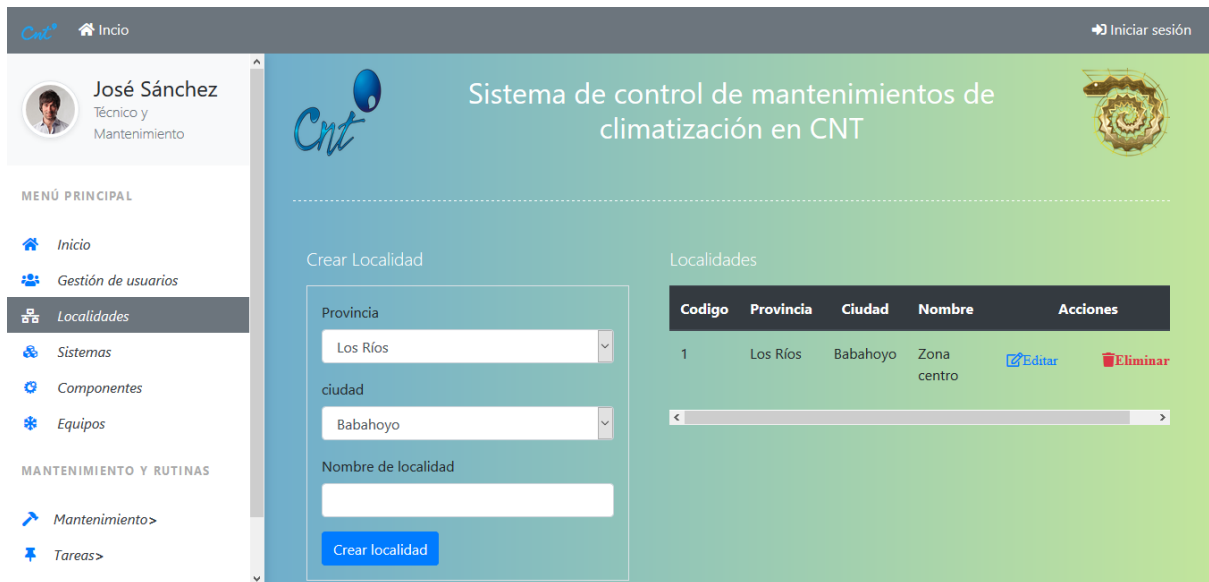 Cnt Incio Iniciar sesión
José Sánchez
Técnico y
Mantenimiento
MENÚ PRINCIPAL
Inicio
Gestión de usuarios
Localidades
Sistemas
Componentes
Equipos
MANTENIMIENTO Y RUTINAS
Mantenimiento>
Tareas>
Cnt
Sistema de control de mantenimientos de
climatización en CNT
Crear Localidad
Provincia
Los Ríos
ciudad
Babahoyo
Nombre de localidad
Crear localidad
Localidades
Codigo Provincia Ciudad Nombre Acciones
1 Los Ríos Babahoyo Zona Editar Eliminar
centro